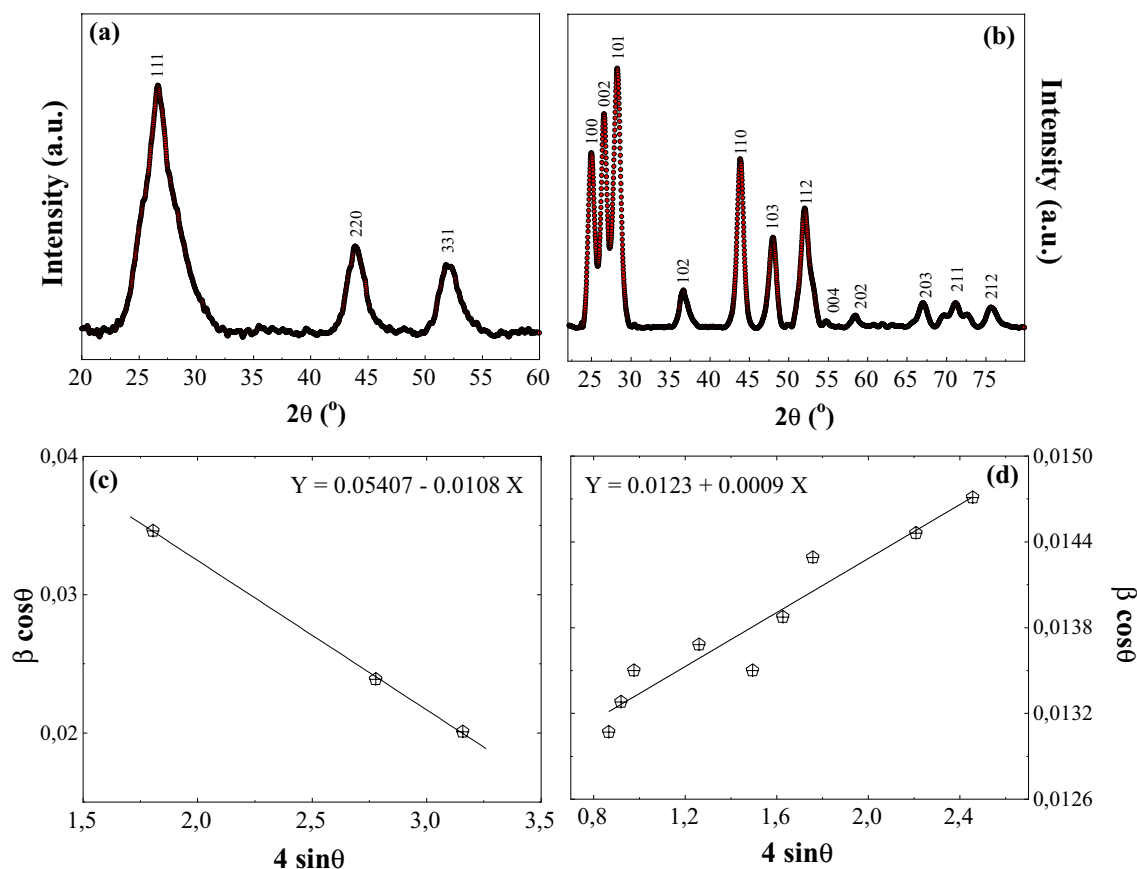 (a)
111
220
331
Intensity (a.u.)
20 25 30 35 40 45 50 55 60
2θ (°)
(b)
100
002
101
102
110
103
112
004
202
203
211
212
Intensity (a.u.)
25 30 35 40 45 50 55 60 65 70 75
2θ (°)
(c)
Y = 0.05407 - 0.0108 X
0,04
0,03
0,02
β cosθ
1,5 2,0 2,5 3,0 3,5
4 sinθ
(d)
Y = 0.0123 + 0.0009 X
0,0150
0,0144
0,0138
0,0132
0,0126
β cosθ
0,8 1,2 1,6 2,0 2,4
4 sinθ